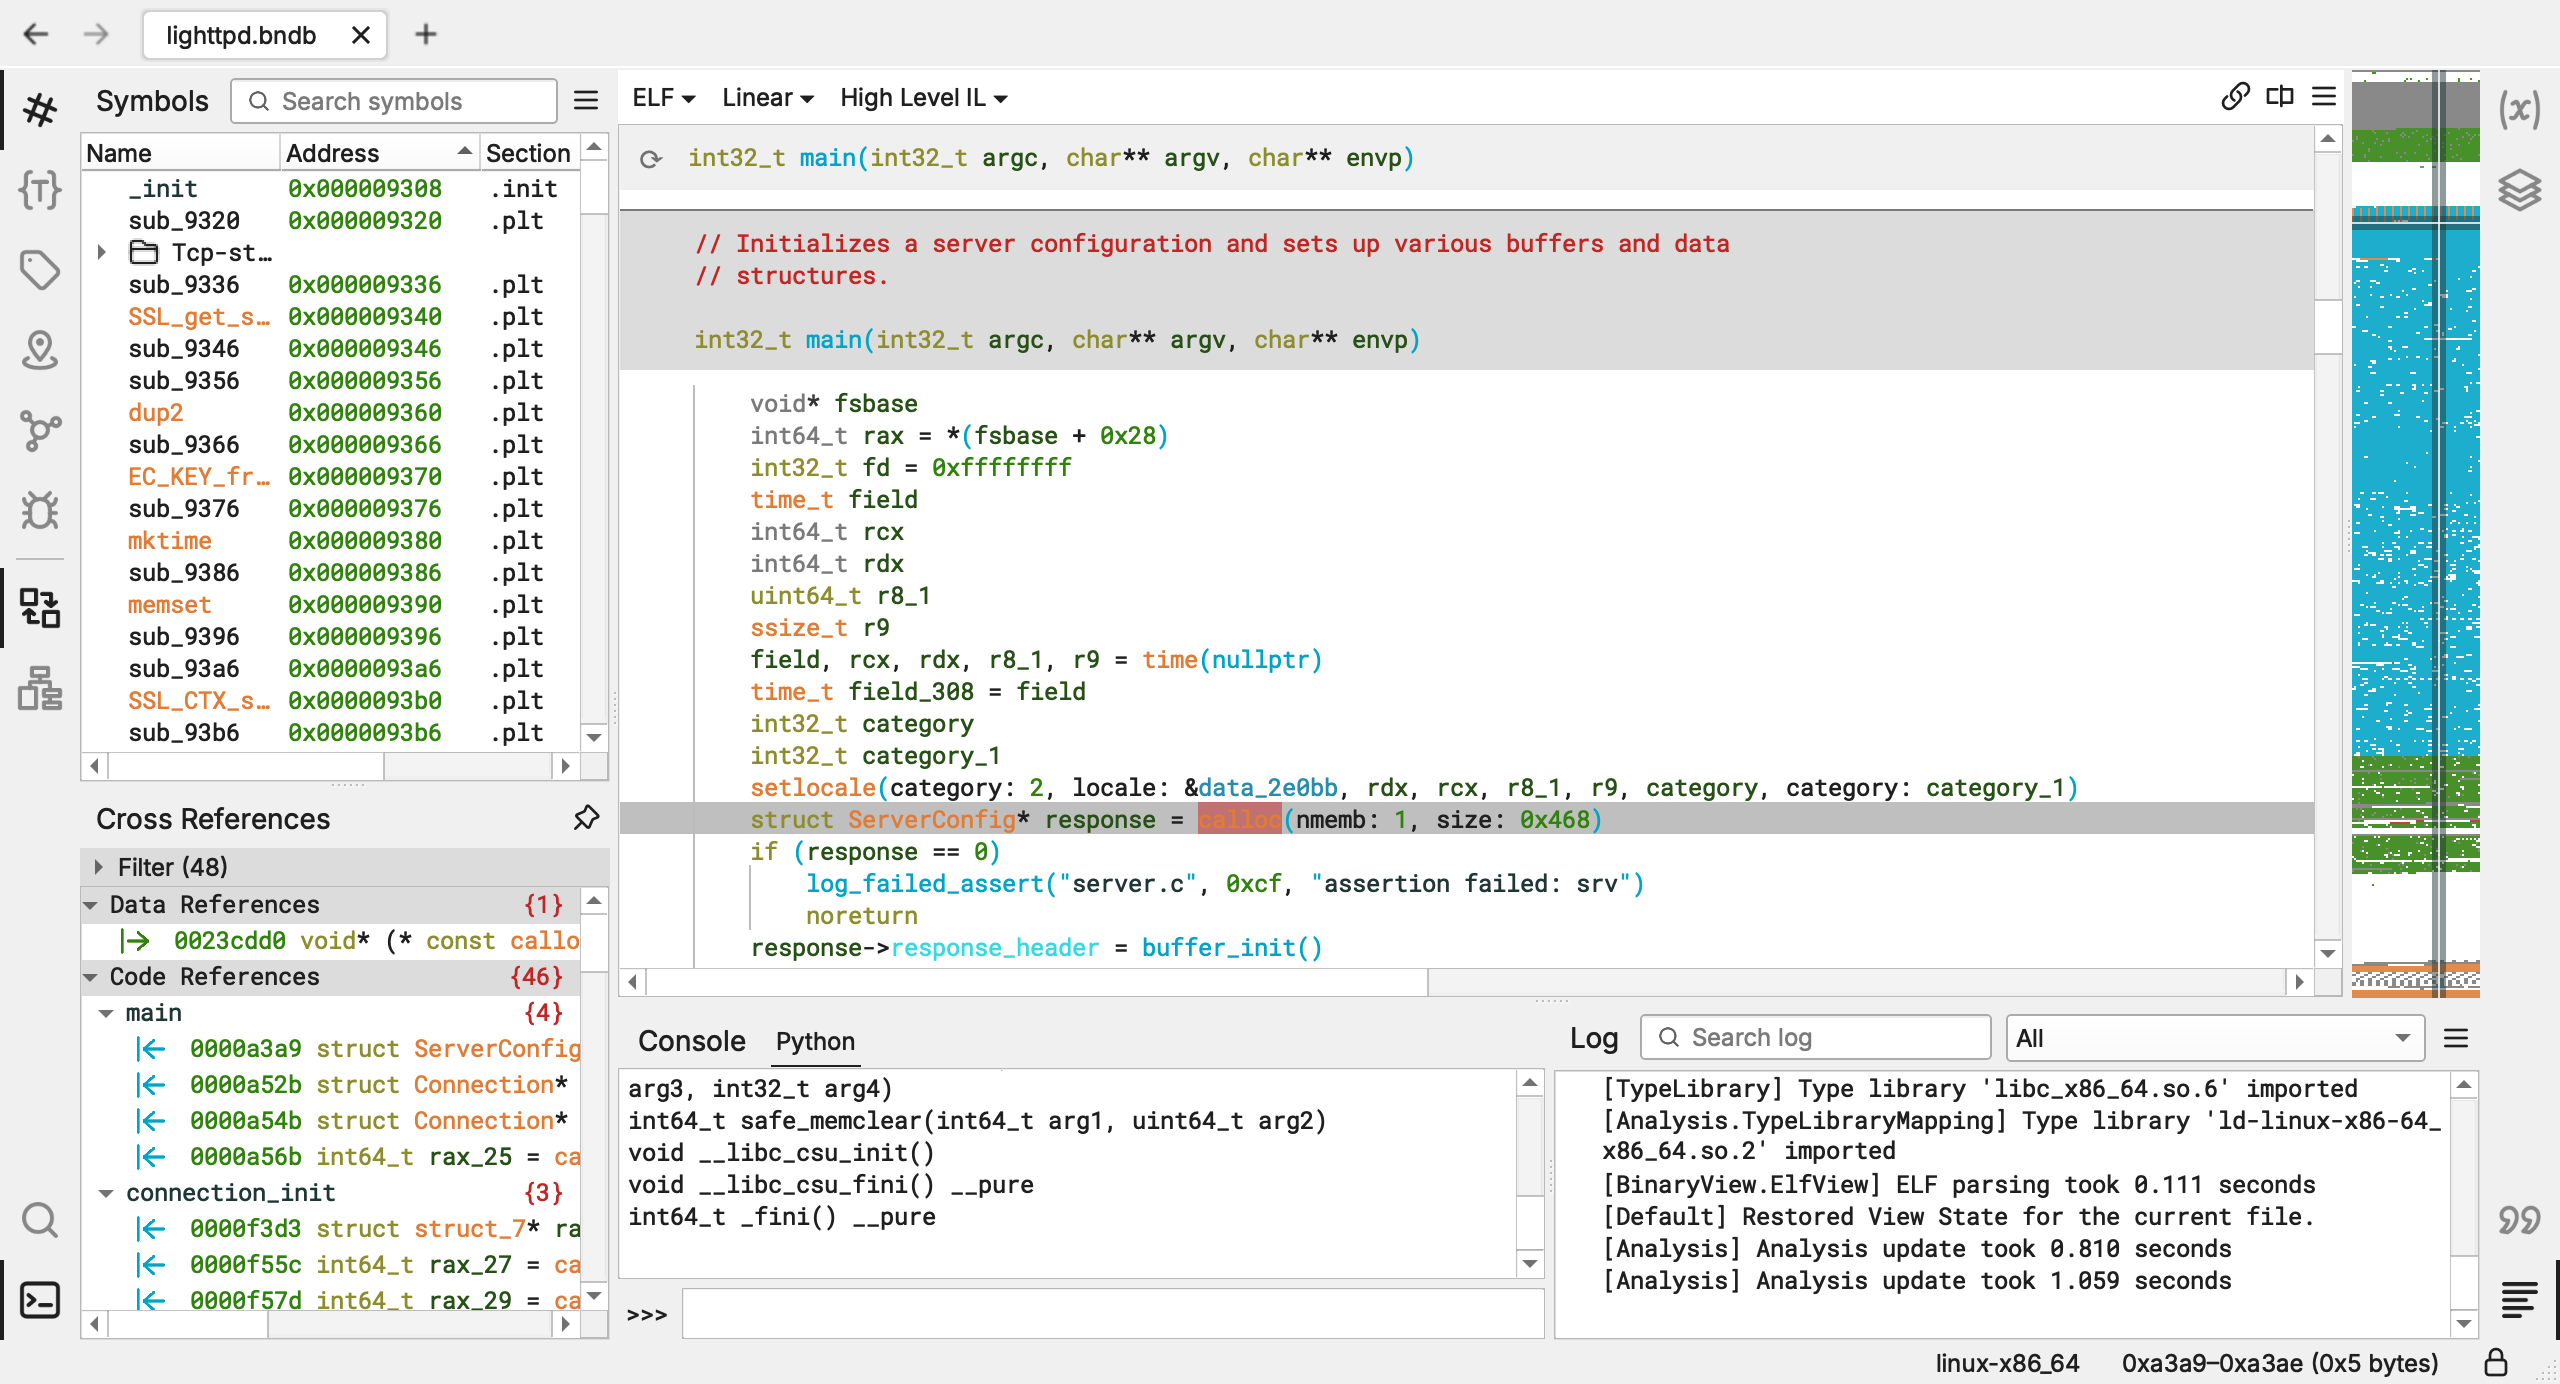 lighttpd.bndb
Symbols
Search symbols
Name Address Section
_init 0x000009308 .init
sub_9320 0x000009320 .plt
Tcp-st…
sub_9336 0x000009336 .plt
SSL_get_s… 0x000009340 .plt
sub_9346 0x000009346 .plt
sub_9356 0x000009356 .plt
dup2 0x000009360 .plt
sub_9366 0x000009366 .plt
EC_KEY_fr… 0x000009370 .plt
sub_9376 0x000009376 .plt
mktime 0x000009380 .plt
sub_9386 0x000009386 .plt
memset 0x000009390 .plt
sub_9396 0x000009396 .plt
sub_93a6 0x0000093a6 .plt
SSL_CTX_s… 0x0000093b0 .plt
sub_93b6 0x0000093b6 .plt
Cross References
Filter (48)
Data References {1}
0023cdd0 void* (* const callo
Code References {46}
main {4}
0000a3a9 struct ServerConfig
0000a52b struct Connection*
0000a54b struct Connection*
0000a56b int64_t rax_25 = ca
connection_init {3}
0000f3d3 struct struct_7* ra
0000f55c int64_t rax_27 = ca
0000f57d int64_t rax_29 = ca
ELF Linear High Level IL
int32_t main(int32_t argc, char** argv, char** envp)
// Initializes a server configuration and sets up various buffers and data
// structures.
int32_t main(int32_t argc, char** argv, char** envp)
void* fsbase
int64_t rax = *(fsbase + 0x28)
int32_t fd = 0xffffffff
time_t field
int64_t rcx
int64_t rdx
uint64_t r8_1
ssize_t r9
field, rcx, rdx, r8_1, r9 = time(nullptr)
time_t field_308 = field
int32_t category
int32_t category_1
setlocale(category: 2, locale: &data_2e0bb, rdx, rcx, r8_1, r9, category, category: category_1)
struct ServerConfig* response = calloc(nmemb: 1, size: 0x468)
if (response == 0)
log_failed_assert("server.c", 0xcf, "assertion failed: srv")
noreturn
response->response_header = buffer_init()
Console Python
arg3, int32_t arg4)
int64_t safe_memclear(int64_t arg1, uint64_t arg2)
void __libc_csu_init()
void __libc_csu_fini() __pure
int64_t _fini() __pure
>>>
Log
Search log
All
[TypeLibrary] Type library 'libc_x86_64.so.6' imported
[Analysis.TypeLibraryMapping] Type library 'ld-linux-x86-64_
x86_64.so.2' imported
[BinaryView.ElfView] ELF parsing took 0.111 seconds
[Default] Restored View State for the current file.
[Analysis] Analysis update took 0.810 seconds
[Analysis] Analysis update took 1.059 seconds
linux-x86_64 0xa3a9–0xa3ae (0x5 bytes)